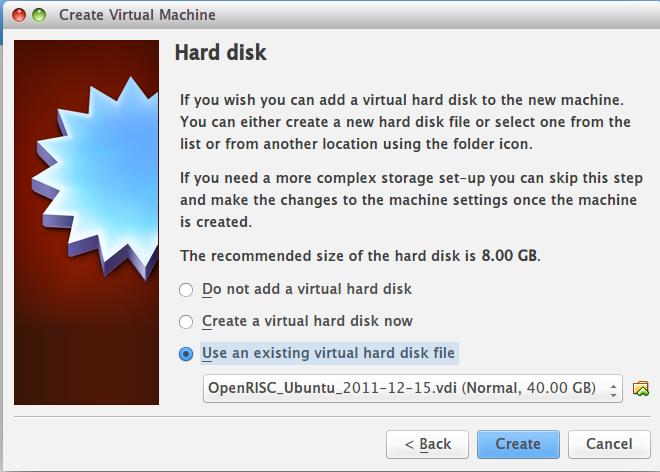 Create Virtual Machine
Hard disk
If you wish you can add a virtual hard disk to the new machine.
You can either create a new hard disk file or select one from the
list or from another location using the folder icon.
If you need a more complex storage set-up you can skip this step
and make the changes to the machine settings once the machine
is created.
The recommended size of the hard disk is 8.00 GB.
Do not add a virtual hard disk
Create a virtual hard disk now
Use an existing virtual hard disk file
OpenRISC_Ubuntu_2011-12-15.vdi (Normal, 40.00 GB)
< Back
Create
Cancel